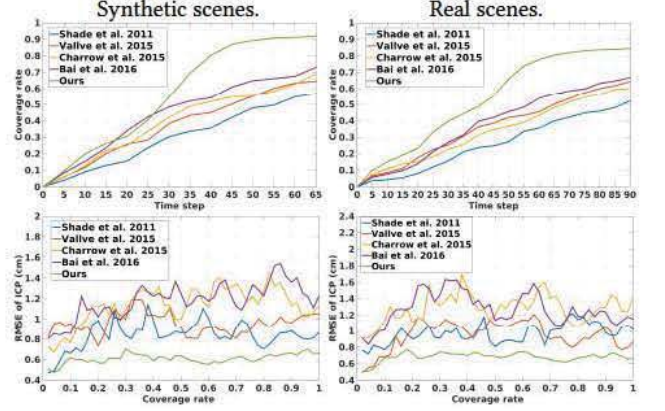 Synthetic scenes. Real scenes.
1
0.9
0.8
0.7
0.6
0.5
0.4
0.3
0.2
0.1
0
Coverage rate
Shade et al. 2011
Vallve et al. 2015
Charrow et al. 2015
Bai et al. 2016
Ours
0 5 10 15 20 25 30 35 40 45 50 55 60 65
Time step
1
0.9
0.8
0.7
0.6
0.5
0.4
0.3
0.2
0.1
0
Coverage rate
Shade et al. 2011
Vallve et al. 2015
Charrow et al. 2015
Bai et al. 2016
Ours
0 5 10 15 20 25 30 35 40 45 50 55 60 65 70 75 80 85 90
Time step
2
1.8
1.6
1.4
1.2
1
0.8
0.6
0.4
RMSE of ICP (cm)
Shade et al. 2011
Vallve et al. 2015
Charrow et al. 2015
Bai et al. 2016
Ours
0 0.1 0.2 0.3 0.4 0.5 0.6 0.7 0.8 0.9 1
Coverage rate
2.4
2.2
2
1.8
1.6
1.4
1.2
1
0.8
0.6
0.4
RMSE of ICP (cm)
Shade et al. 2011
Vallve et al. 2015
Charrow et al. 2015
Bai et al. 2016
Ours
0 0.1 0.2 0.3 0.4 0.5 0.6 0.7 0.8 0.9 1
Coverage rate